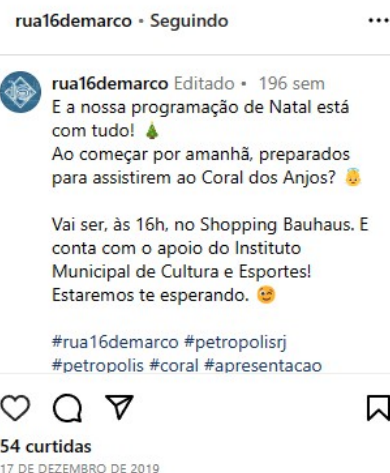 rua16demarco • Seguindo
rua16demarco Editado • 196 sem
E a nossa programação de Natal está
com tudo! 🎄
Ao começar por amanhã, preparados
para assistirem ao Coral dos Anjos? 😇
Vai ser, às 16h, no Shopping Bauhaus. E
conta com o apoio do Instituto
Municipal de Cultura e Esportes!
Estaremos te esperando. 😉
#rua16demarco #petropolisrj
#petropolis #coral #apresentacao
54 curtidas
17 DE DEZEMBRO DE 2019